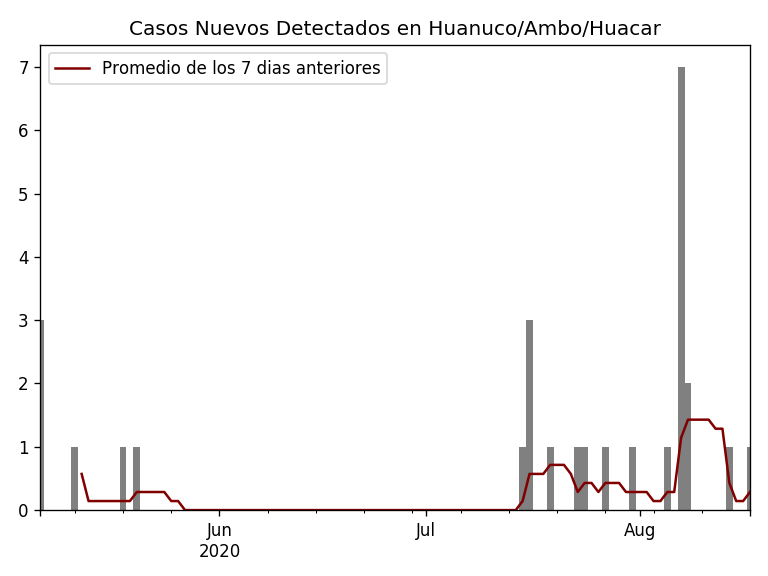 Casos Nuevos Detectados en Huanuco/Ambo/Huacar
Promedio de los 7 dias anteriores
7
6
5
4
3
2
1
0
Jun
2020
Jul
Aug